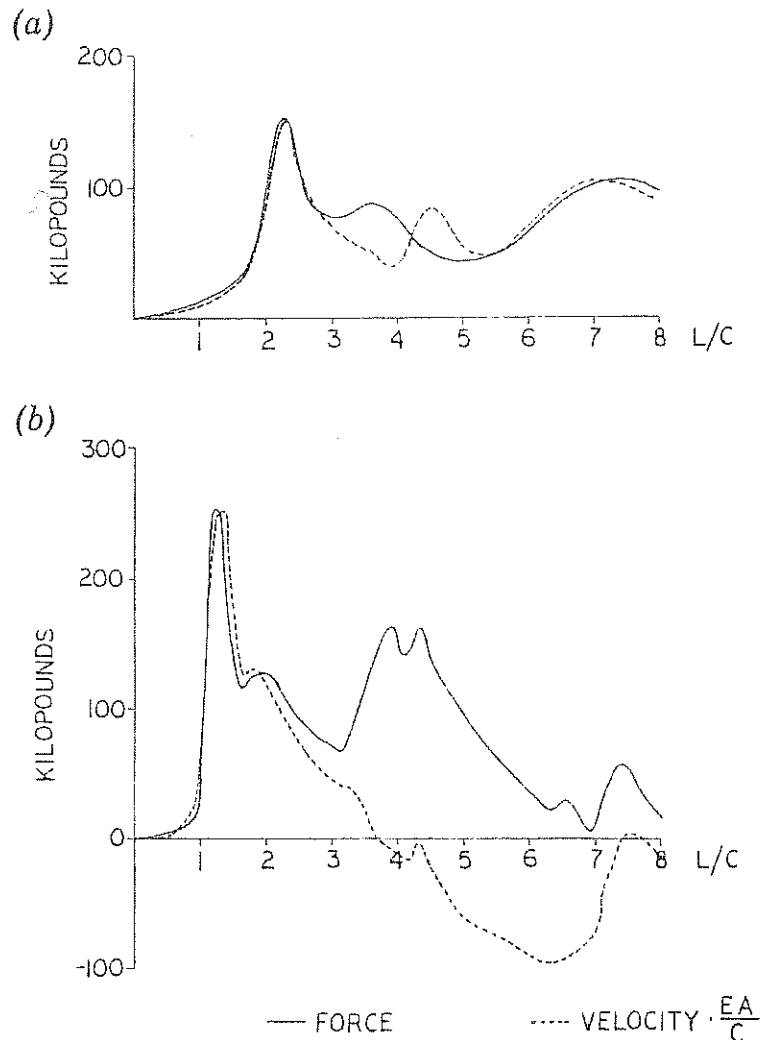 (a)
200
100
KILOPOUNDS
1 2 3 4 5 6 7 8 L/C
(b)
300
200
100
0
-100
KILOPOUNDS
1 2 3 4 5 6 7 8 L/C
FORCE
VELOCITY · EA/C